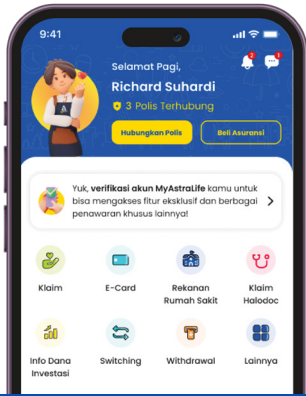 9:41
Selamat Pagi,
Richard Suhardi
3 Polis Terhubung
Hubungkan Polis
Beli Asuransi
Yuk, verifikasi akun MyAstraLife kamu untuk
bisa mengakses fitur eksklusif dan berbagai
penawaran khusus lainnya!
Klaim
E-Card
Rekanan
Rumah Sakit
Klaim
Halodoc
Info Dana
Investasi
Switching
Withdrawal
Lainnya